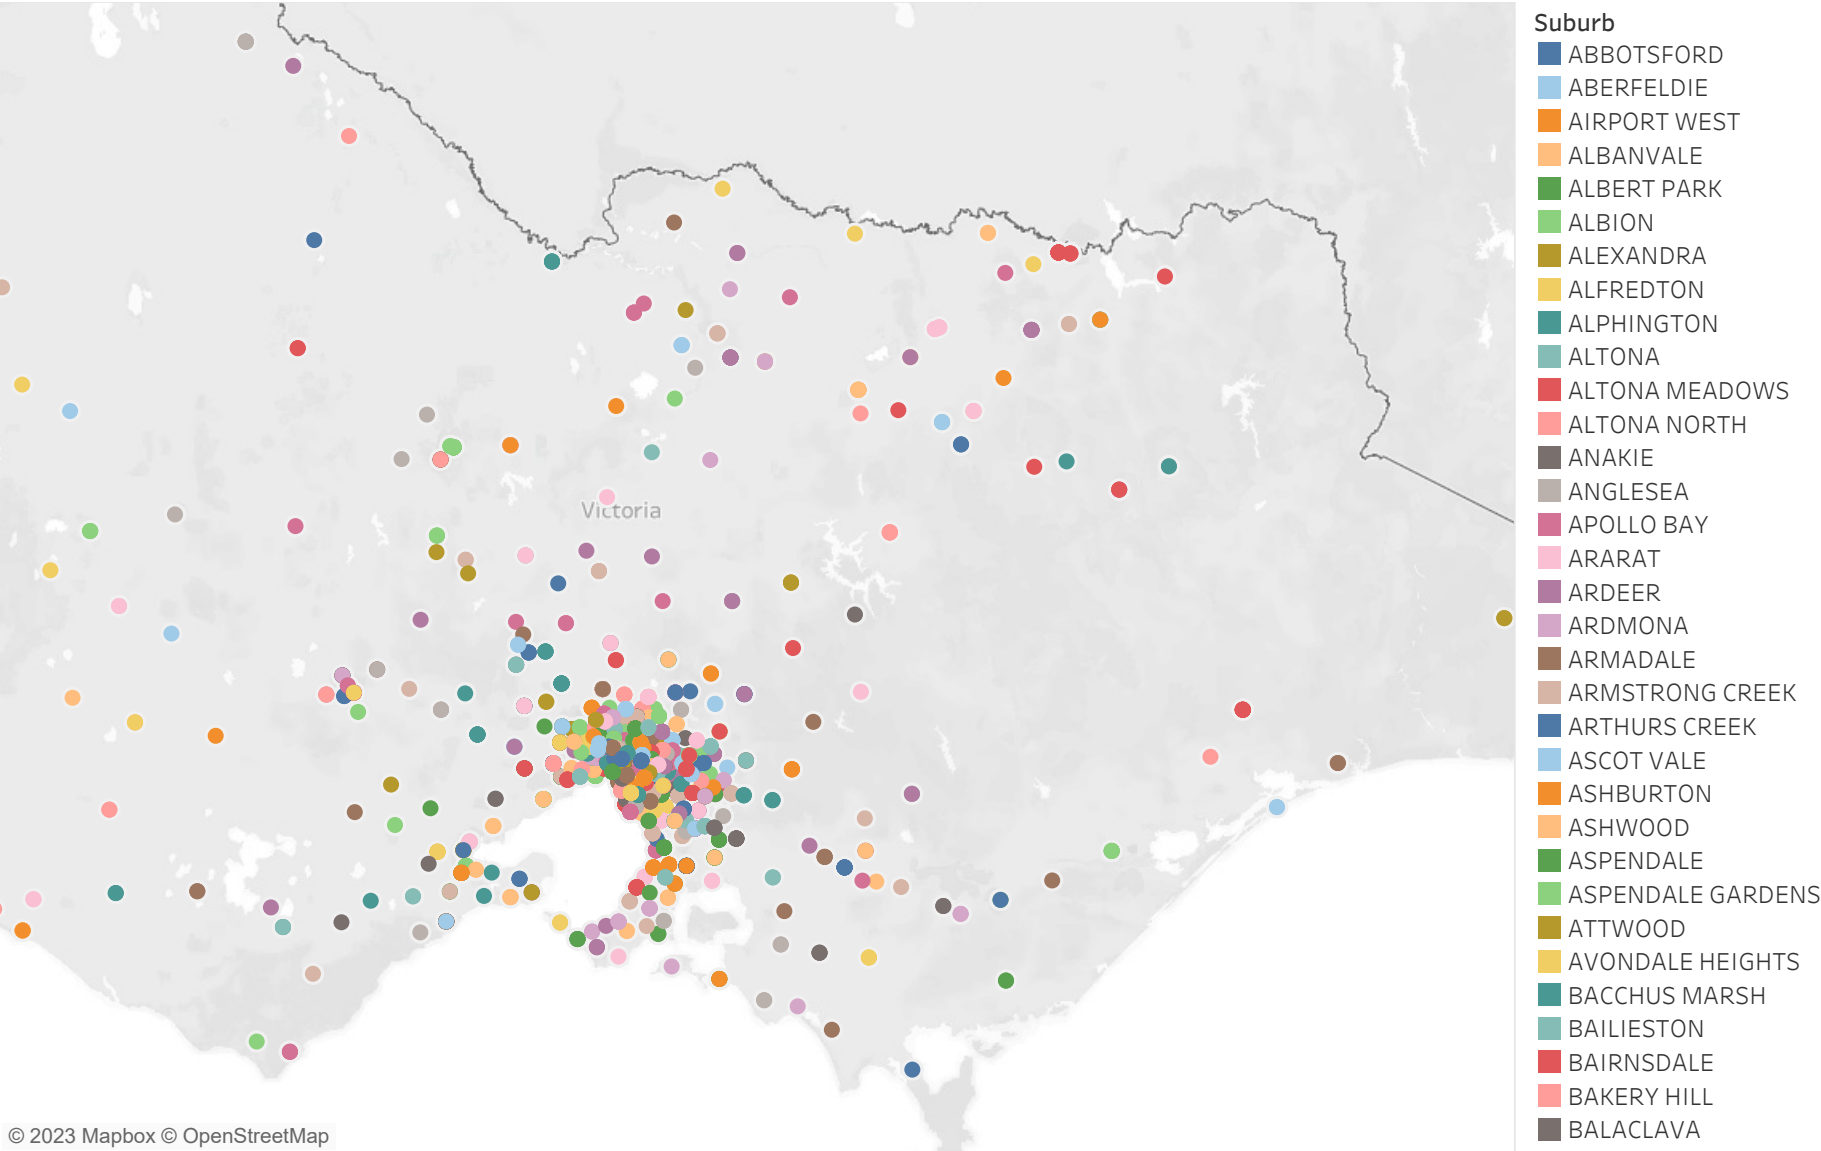 Victoria
© 2023 Mapbox © OpenStreetMap
Suburb
ABBOTSFORD
ABERFELDIE
AIRPORT WEST
ALBANVALE
ALBERT PARK
ALBION
ALEXANDRA
ALFREDTON
ALPHINGTON
ALTONA
ALTONA MEADOWS
ALTONA NORTH
ANAKIE
ANGLESEA
APOLLO BAY
ARARAT
ARDEER
ARDMONA
ARMADALE
ARMSTRONG CREEK
ARTHURS CREEK
ASCOT VALE
ASHBURTON
ASHWOOD
ASPENDALE
ASPENDALE GARDENS
ATTWOOD
AVONDALE HEIGHTS
BACCHUS MARSH
BAILIESTON
BAIRNSDALE
BAKERY HILL
BALACLAVA